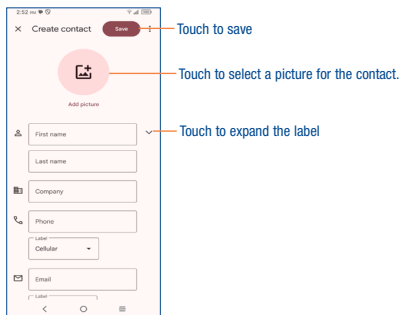 2:52 PM
Create contact
Save
Touch to save
Touch to select a picture for the contact.
Add picture
First name
Touch to expand the label
Last name
Company
Phone
Label
Cellular
Email
Label